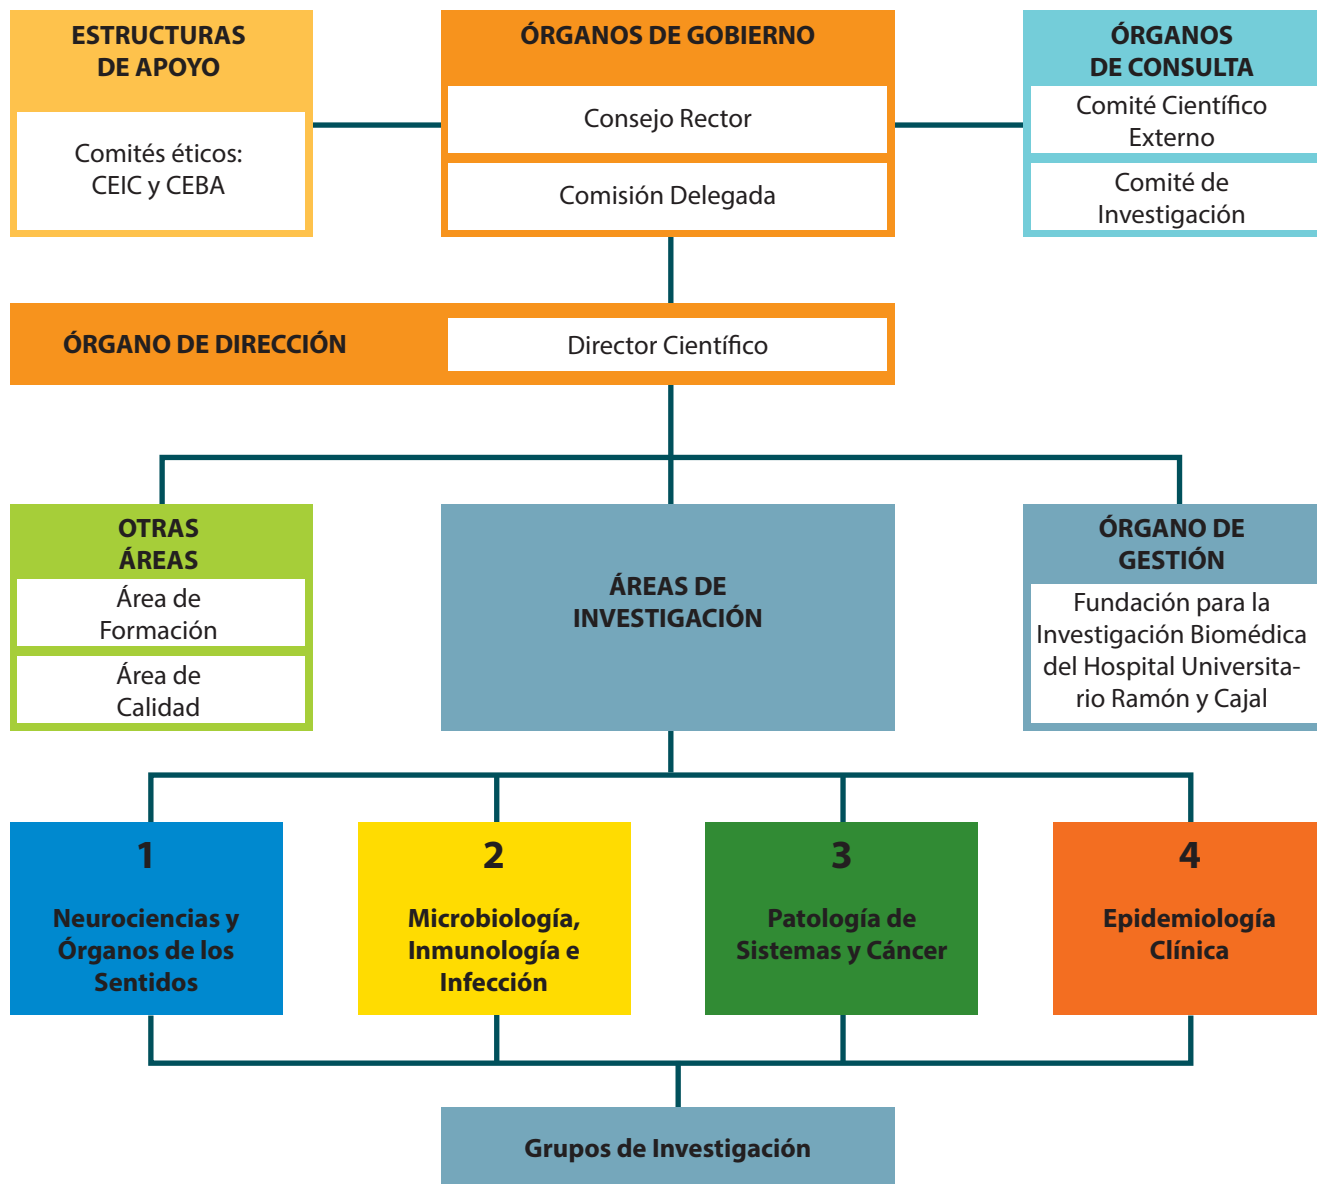 ESTRUCTURAS
DE APOYO
Comités éticos:
CEIC y CEBA
ÓRGANOS DE GOBIERNO
Consejo Rector
Comisión Delegada
ÓRGANOS
DE CONSULTA
Comité Científico
Externo
Comité de
Investigación
ÓRGANO DE DIRECCIÓN
Director Científico
OTRAS
ÁREAS
Área de
Formación
Área de
Calidad
ÁREAS DE
INVESTIGACIÓN
ÓRGANO DE
GESTIÓN
Fundación para la
Investigación Biomédica
del Hospital Universita-
rio Ramón y Cajal
1
Neurociencias y
Órganos de los
Sentidos
2
Microbiología,
Inmunología e
Infección
3
Patología de
Sistemas y Cáncer
4
Epidemiología
Clínica
Grupos de Investigación